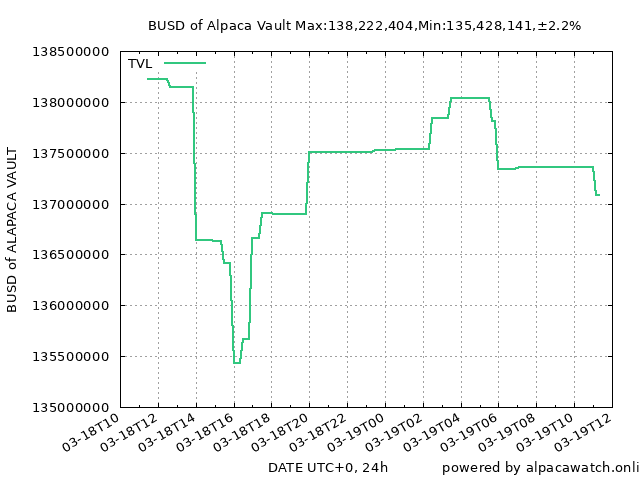 BUSD of Alpaca Vault Max:138,222,404,Min:135,428,141,±2.2%
TVL
138500000
138000000
137500000
137000000
136500000
136000000
135500000
135000000
BUSD of ALAPACA VAULT
03-18T10
03-18T12
03-18T14
03-18T16
03-18T18
03-18T20
03-18T22
03-19T00
03-19T02
03-19T04
03-19T06
03-19T08
03-19T10
03-19T12
DATE UTC+0, 24h
powered by alpacawatch.onli